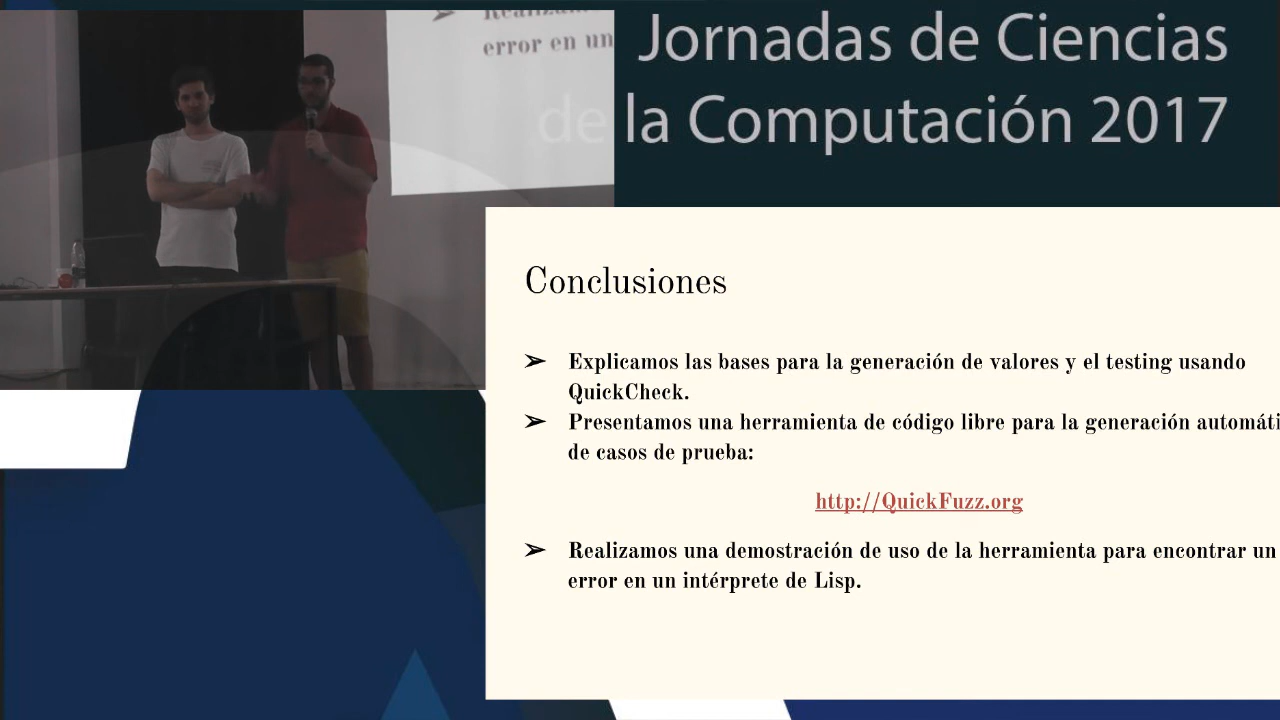 error en un
Jornadas de Ciencias
de la Computación 2017
Conclusiones
➢ Explicamos las bases para la generación de valores y el testing usando
QuickCheck.
➢ Presentamos una herramienta de código libre para la generación automáti
de casos de prueba:
http://QuickFuzz.org
➢ Realizamos una demostración de uso de la herramienta para encontrar un
error en un intérprete de Lisp.